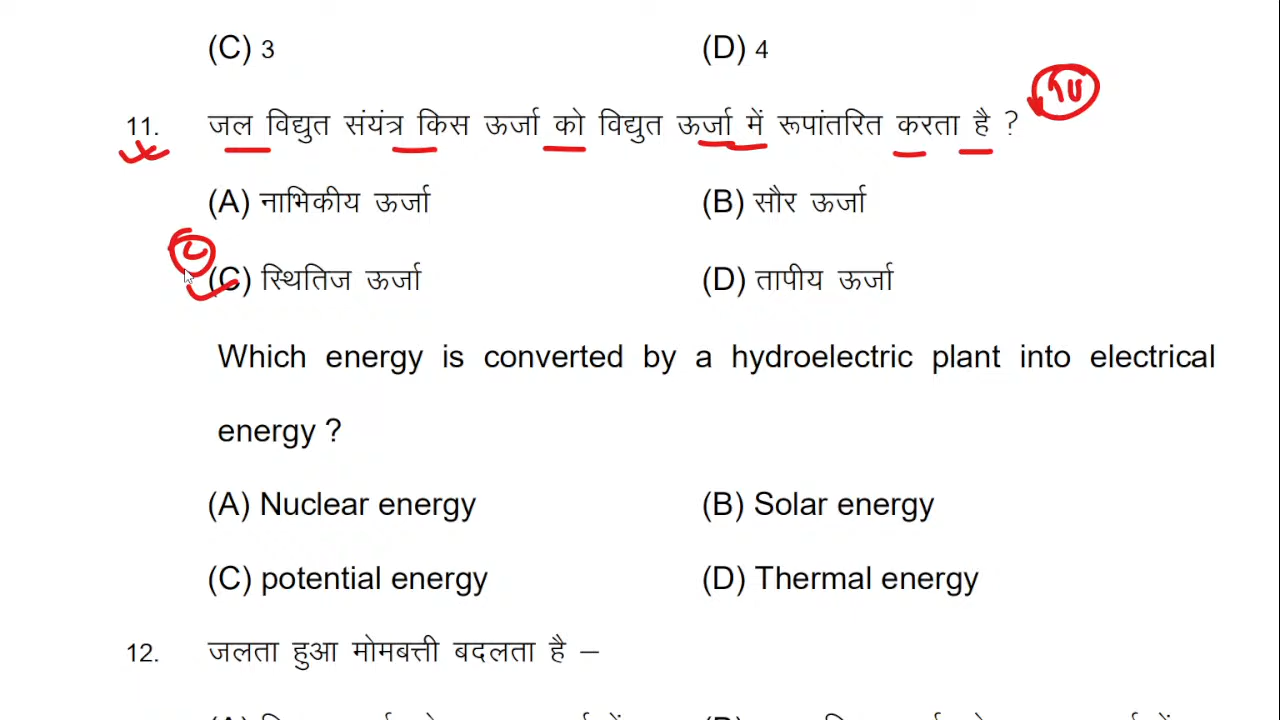 (C) 3 (D) 4
11. जल विद्युत संयंत्र किस ऊर्जा को विद्युत ऊर्जा में रूपांतरित करता है ?
(A) नाभिकीय ऊर्जा (B) सौर ऊर्जा
(C) स्थितिज ऊर्जा (D) तापीय ऊर्जा
Which energy is converted by a hydroelectric plant into electrical
energy ?
(A) Nuclear energy (B) Solar energy
(C) potential energy (D) Thermal energy
12. जलता हुआ मोमबत्ती बदलता है –